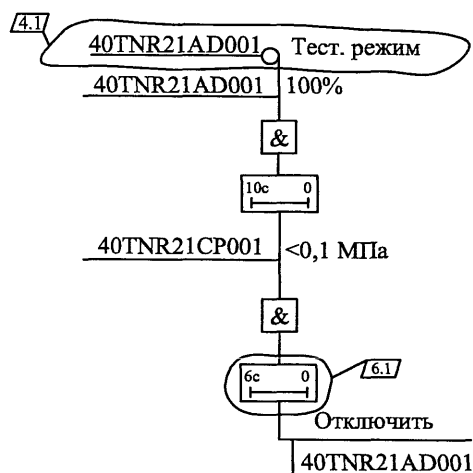 4.1
40TNR21AD001 Тест. режим
40TNR21AD001 100%
&
10с 0
40TNR21CP001 <0,1 МПа
&
6с 0
6.1
Отключить
40TNR21AD001